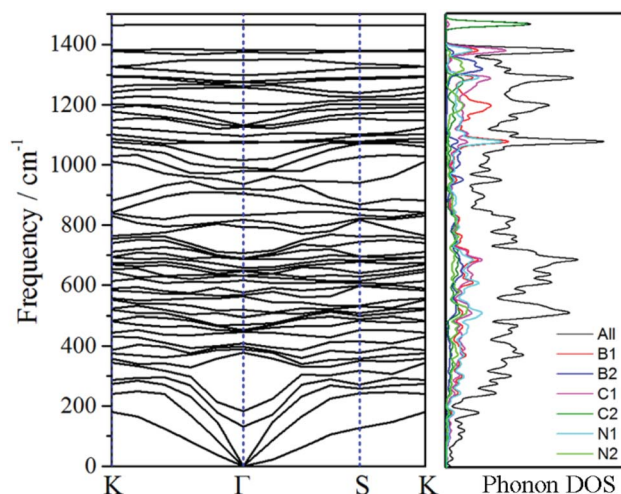 Frequency / cm-1
1400
1200
1000
800
600
400
200
0
K
Γ
S
K
All
B1
B2
C1
C2
N1
N2
Phonon DOS